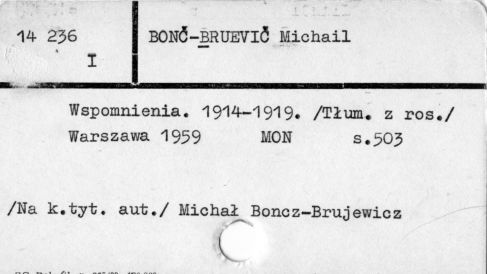 14 236 BONČ-BRUEVIČ Michail
I
Wspomnienia. 1914-1919. /Tłum. z ros./
Warszawa 1959 MON s.503
/Na k.tyt. aut./ Michał Boncz-Brujewicz